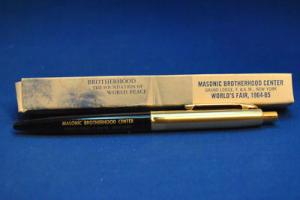 BROTHERHOOD
THE FOUNDATION OF
WORLD PEACE
MASONIC BROTHERHOOD CENTER
GRAND LODGE, F. & A. M., NEW YORK
WORLD'S FAIR, 1964-65
MASONIC BROTHERHOOD CENTER